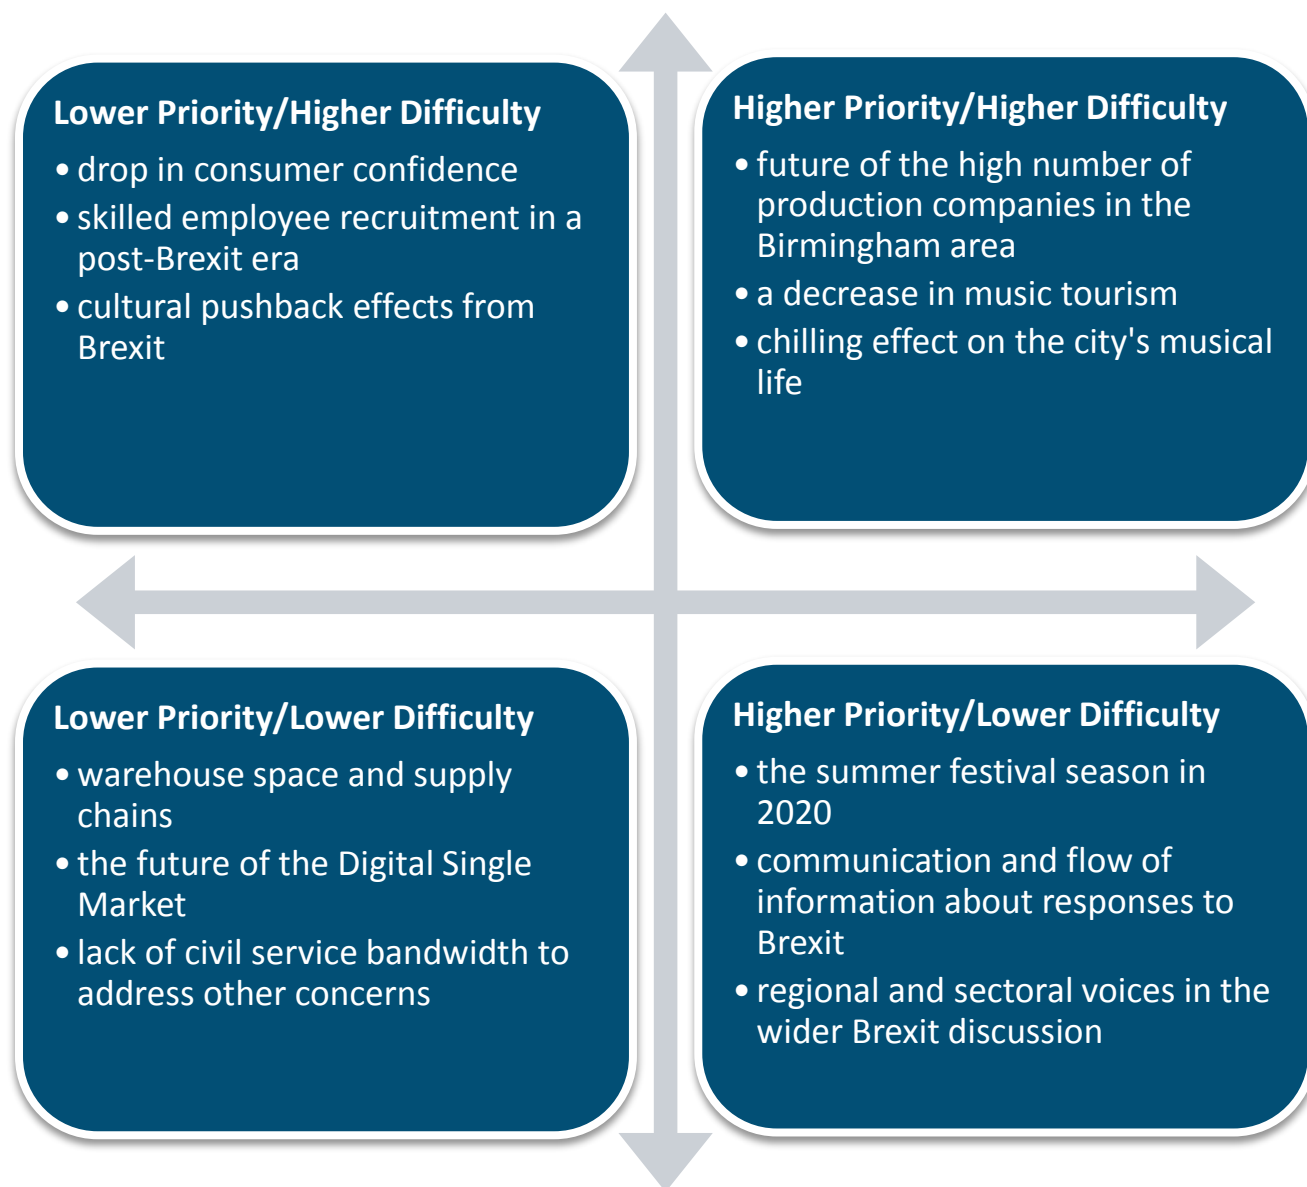 Lower Priority/Higher Difficulty
• drop in consumer confidence
• skilled employee recruitment in a
post-Brexit era
• cultural pushback effects from
Brexit
Higher Priority/Higher Difficulty
• future of the high number of
production companies in the
Birmingham area
• a decrease in music tourism
• chilling effect on the city's musical
life
Lower Priority/Lower Difficulty
• warehouse space and supply
chains
• the future of the Digital Single
Market
• lack of civil service bandwidth to
address other concerns
Higher Priority/Lower Difficulty
• the summer festival season in
2020
• communication and flow of
information about responses to
Brexit
• regional and sectoral voices in the
wider Brexit discussion